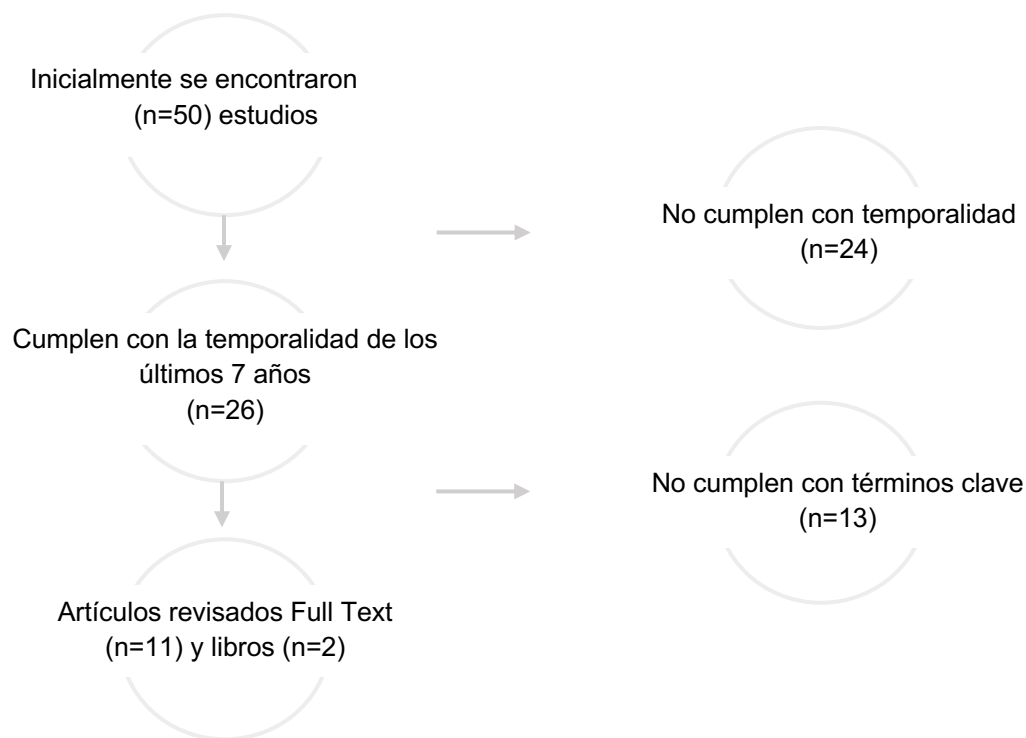 Inicialmente se encontraron
(n=50) estudios
No cumplen con temporalidad
(n=24)
Cumplen con la temporalidad de los
últimos 7 años
(n=26)
No cumplen con términos clave
(n=13)
Artículos revisados Full Text
(n=11) y libros (n=2)